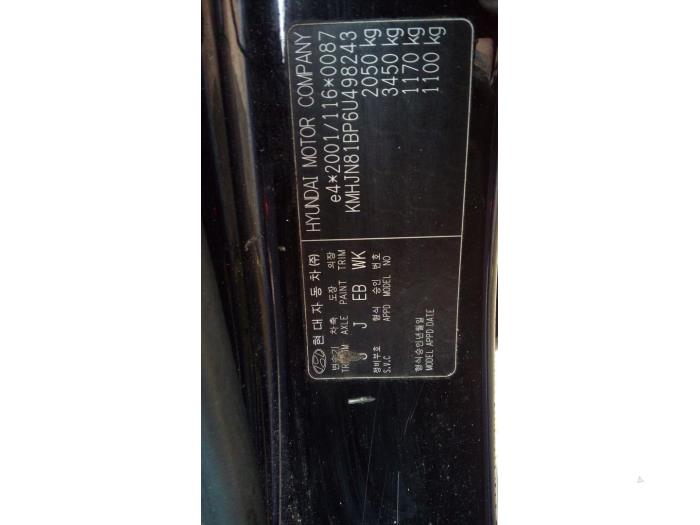 현대자동차(주) HYUNDAI MOTOR COMPANY
변속기 차축 도장 의장 e4*2001/116*0087
AXLE PAINT TRIM KMHJN81BP6U498243
J EB WK 2050 kg
정비부호 형식 승인 번호 3450 kg
S.V.C APPD MODEL NO 1170 kg
형식승인년월일 1100 kg
MODEL APPD DATE